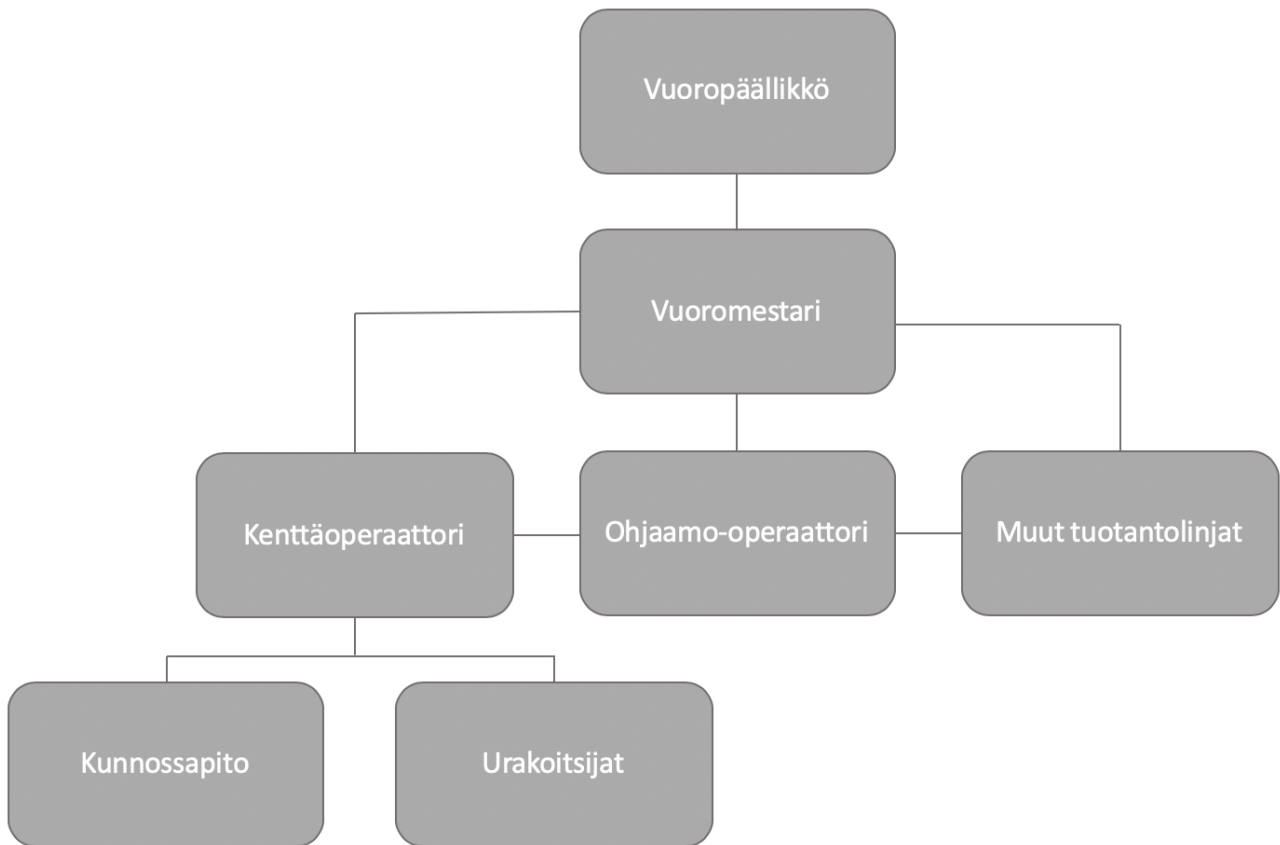 Vuoropäällikkö
Vuoromestari
Kenttäoperaattori
Ohjaamo-operaattori
Muut tuotantolinjat
Kunnossapito
Urakoitsijat